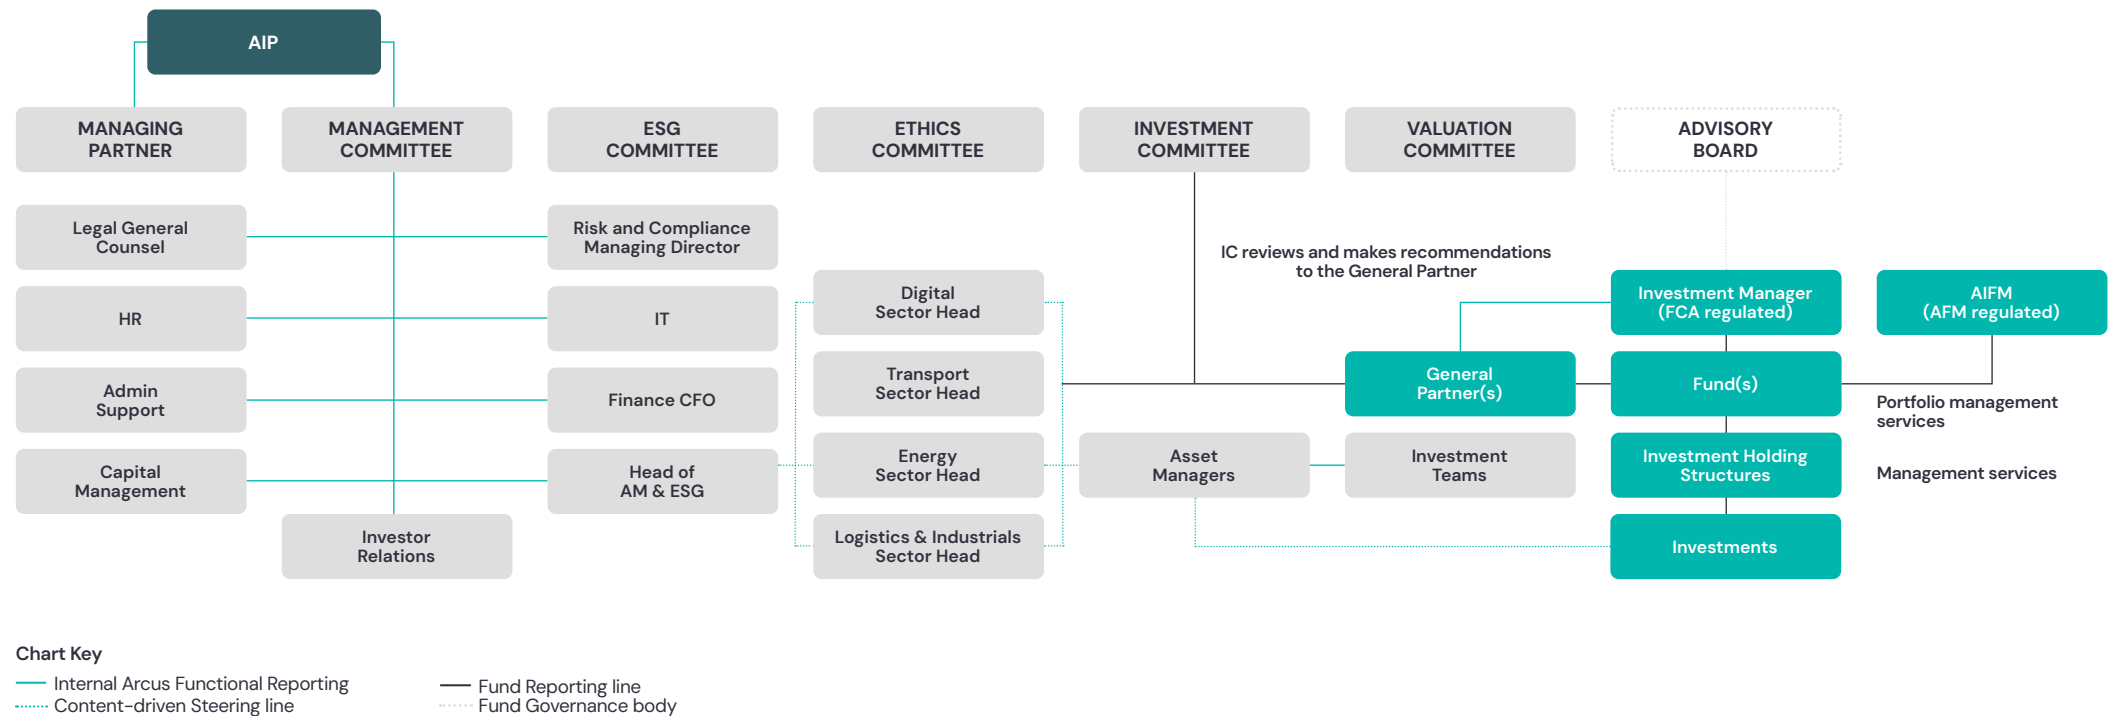 AIP
MANAGING
PARTNER
MANAGEMENT
COMMITTEE
ESG
COMMITTEE
ETHICS
COMMITTEE
INVESTMENT
COMMITTEE
VALUATION
COMMITTEE
ADVISORY
BOARD
Legal General
Counsel
Risk and Compliance
Managing Director
IC reviews and makes recommendations
to the General Partner
Digital
Sector Head
Investment Manager
(FCA regulated)
AIFM
(AFM regulated)
HR
IT
Transport
Sector Head
General
Partner(s)
Fund(s)
Admin
Support
Finance CFO
Portfolio management
services
Energy
Sector Head
Asset
Managers
Investment
Teams
Investment Holding
Structures
Management services
Capital
Management
Head of
AM & ESG
Investor
Relations
Logistics & Industrials
Sector Head
Investments
Chart Key
Internal Arcus Functional Reporting
Content-driven Steering line
Fund Reporting line
Fund Governance body